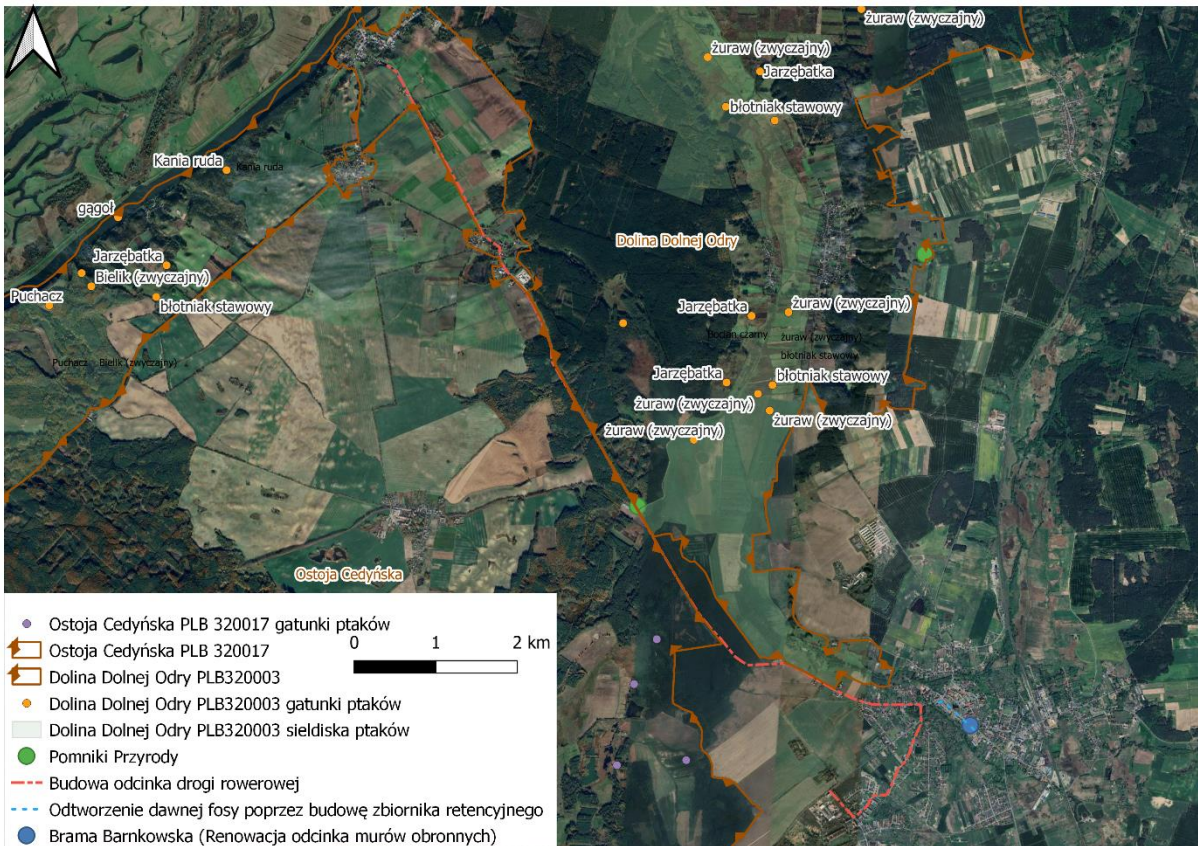 żuraw (zwyczajny)
żuraw (zwyczajny)
Jarzębatka
błotniak stawowy
Kania ruda
Kania ruda
gągoł
Dolina Dolnej Odry
Jarzębatka
Bielik (zwyczajny)
Puchacz
błotniak stawowy
Jarzębatka
żuraw (zwyczajny)
Bocian czarny
żuraw (zwyczajny)
błotniak stawowy
Puchacz
Bielik (zwyczajny)
Jarzębatka
błotniak stawowy
żuraw (zwyczajny)
żuraw (zwyczajny)
żuraw (zwyczajny)
Ostoja Cedyńska
Ostoja Cedyńska PLB 320017 gatunki ptaków
Ostoja Cedyńska PLB 320017
Dolina Dolnej Odry PLB320003
Dolina Dolnej Odry PLB320003 gatunki ptaków
Dolina Dolnej Odry PLB320003 sieldiska ptaków
Pomniki Przyrody
Budowa odcinka drogi rowerowej
Odtworzenie dawnej fosy poprzez budowę zbiornika retencyjnego
Brama Barnkowska (Renowacja odcinka murów obronnych)
0 1 2 km